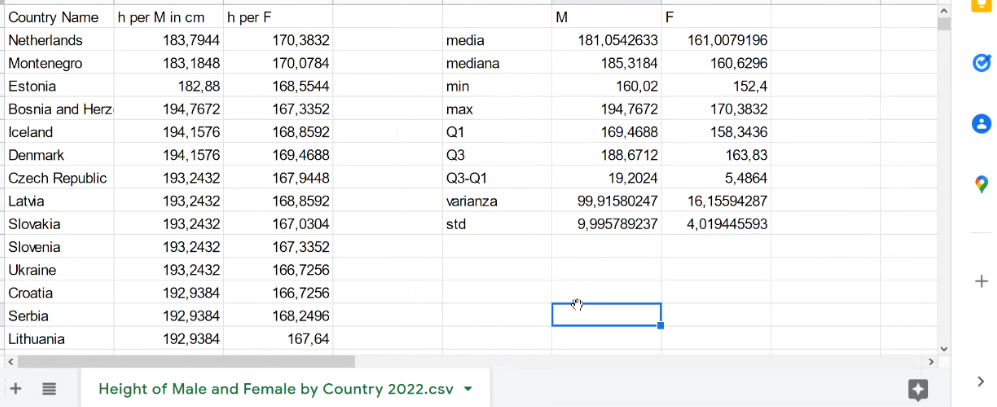 Country Name h per M in cm h per F M F
Netherlands 183,7944 170,3832 media 181,0542633 161,0079196
Montenegro 183,1848 170,0784 mediana 185,3184 160,6296
Estonia 182,88 168,5544 min 160,02 152,4
Bosnia and Herz 194,7672 167,3352 max 194,7672 170,3832
Iceland 194,1576 168,8592 Q1 169,4688 158,3436
Denmark 194,1576 169,4688 Q3 188,6712 163,83
Czech Republic 193,2432 167,9448 Q3-Q1 19,2024 5,4864
Latvia 193,2432 168,8592 varianza 99,91580247 16,15594287
Slovakia 193,2432 167,0304 std 9,995789237 4,019445593
Slovenia 193,2432 167,3352
Ukraine 193,2432 166,7256
Croatia 192,9384 166,7256
Serbia 192,9384 168,2496
Lithuania 192,9384 167,64
Height of Male and Female by Country 2022.csv